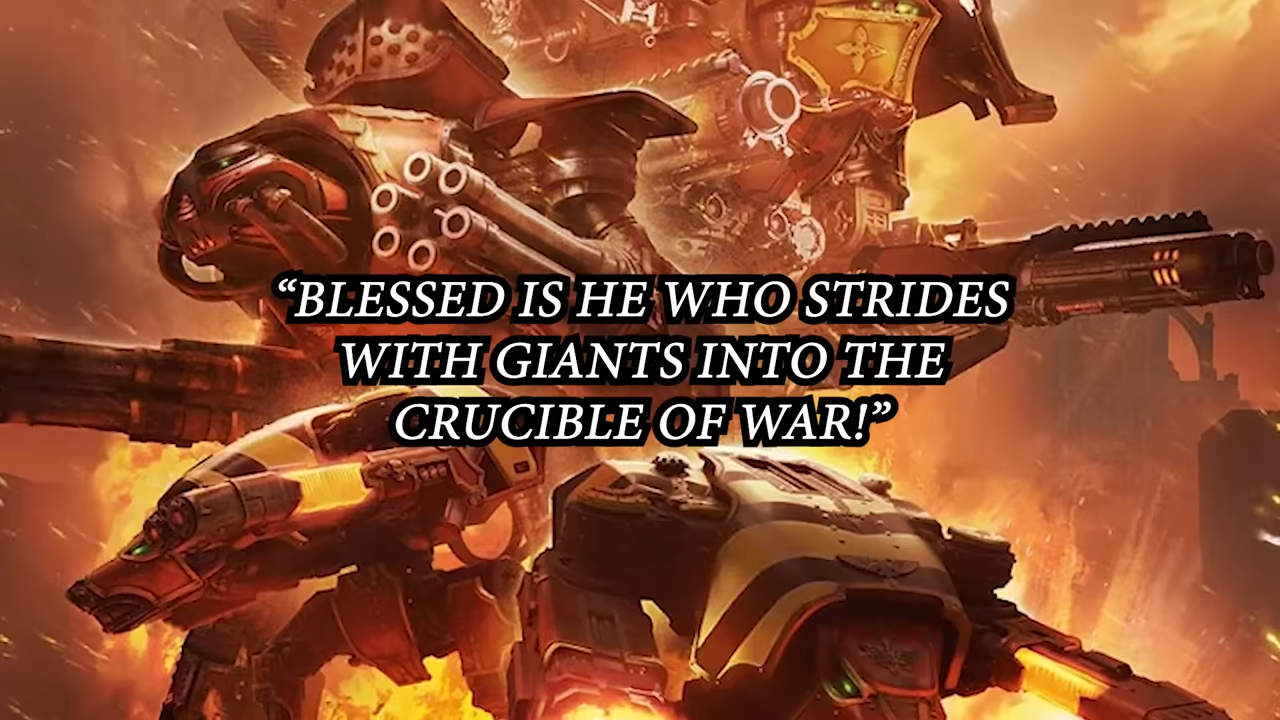 “BLESSED IS HE WHO STRIDES
WITH GIANTS INTO THE
CRUCIBLE OF WAR!”